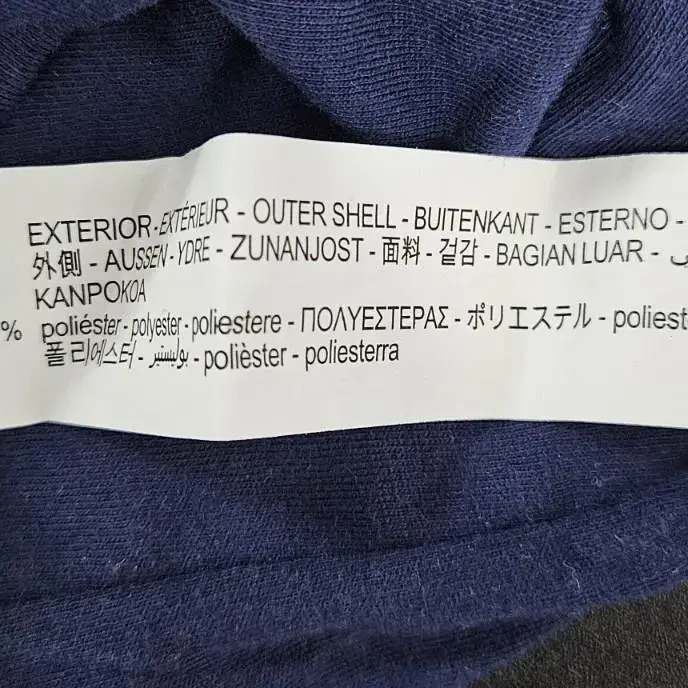 EXTERIOR - EXTÉRIEUR - OUTER SHELL - BUITENKANT - ESTERNO -
外側 - AUSSEN - YDRE - ZUNANJOST - 面料 - 겉감 - BAGIAN LUAR -
KANPOKOA
% poliéster - polyester - poliestere - ΠΟΛΥΕΣΤΕΡΑΣ - ポリエステル - poliest
폴리에스터 - بوليستير - polièster - poliesterra